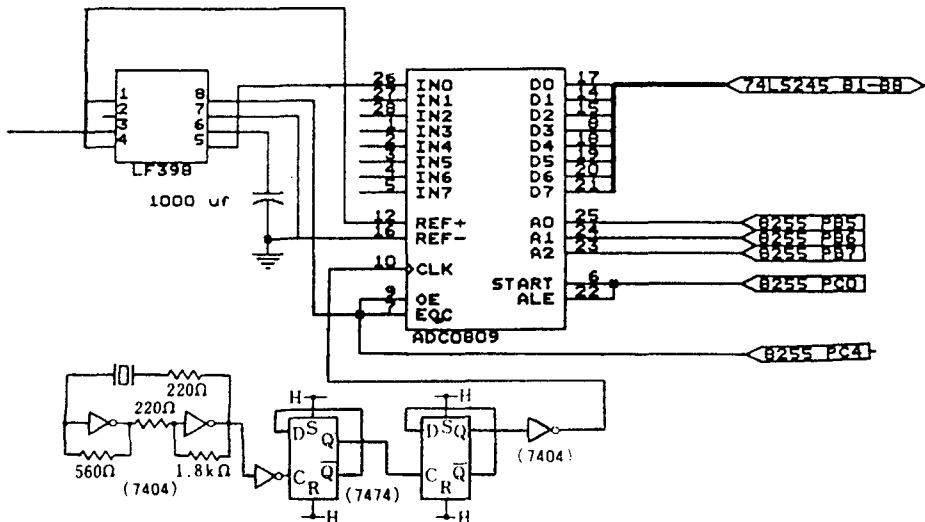 1
2
3
4
8
7
6
5
LF398
1000 uf
26
27
28
1
2
3
4
5
12
16
10
9
7
IN0
IN1
IN2
IN3
IN4
IN5
IN6
IN7
REF+
REF-
CLK
OE
EOC
ADC0809
D0
D1
D2
D3
D4
D5
D6
D7
A0
A1
A2
START
ALE
17
14
15
8
18
19
20
21
25
24
23
6
22
74LS245 B1-B8
8255 PB5
8255 PB6
8255 PB7
8255 PC0
8255 PC4
220Ω
220Ω
560Ω
1.8kΩ
(7404)
H
D S Q
C R Q̅
H
(7474)
H
D S Q
C R Q̅
H
(7404)